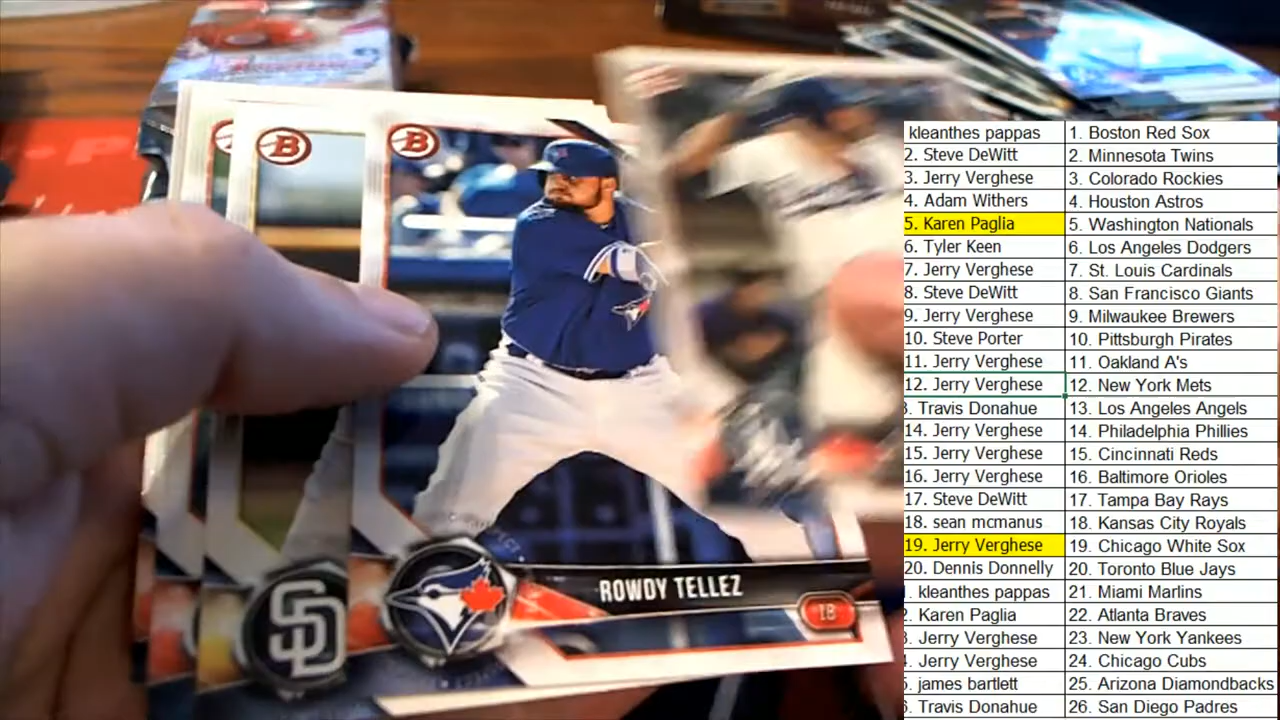 B
B
ROWDY TELLEZ
18
SD
kleanthes pappas 1. Boston Red Sox
2. Steve DeWitt 2. Minnesota Twins
3. Jerry Verghese 3. Colorado Rockies
4. Adam Withers 4. Houston Astros
5. Karen Paglia 5. Washington Nationals
6. Tyler Keen 6. Los Angeles Dodgers
7. Jerry Verghese 7. St. Louis Cardinals
8. Steve DeWitt 8. San Francisco Giants
9. Jerry Verghese 9. Milwaukee Brewers
10. Steve Porter 10. Pittsburgh Pirates
11. Jerry Verghese 11. Oakland A's
12. Jerry Verghese 12. New York Mets
3. Travis Donahue 13. Los Angeles Angels
14. Jerry Verghese 14. Philadelphia Phillies
15. Jerry Verghese 15. Cincinnati Reds
16. Jerry Verghese 16. Baltimore Orioles
17. Steve DeWitt 17. Tampa Bay Rays
18. sean mcmanus 18. Kansas City Royals
19. Jerry Verghese 19. Chicago White Sox
20. Dennis Donnelly 20. Toronto Blue Jays
. kleanthes pappas 21. Miami Marlins
2. Karen Paglia 22. Atlanta Braves
3. Jerry Verghese 23. New York Yankees
4. Jerry Verghese 24. Chicago Cubs
5. james bartlett 25. Arizona Diamondbacks
6. Travis Donahue 26. San Diego Padres